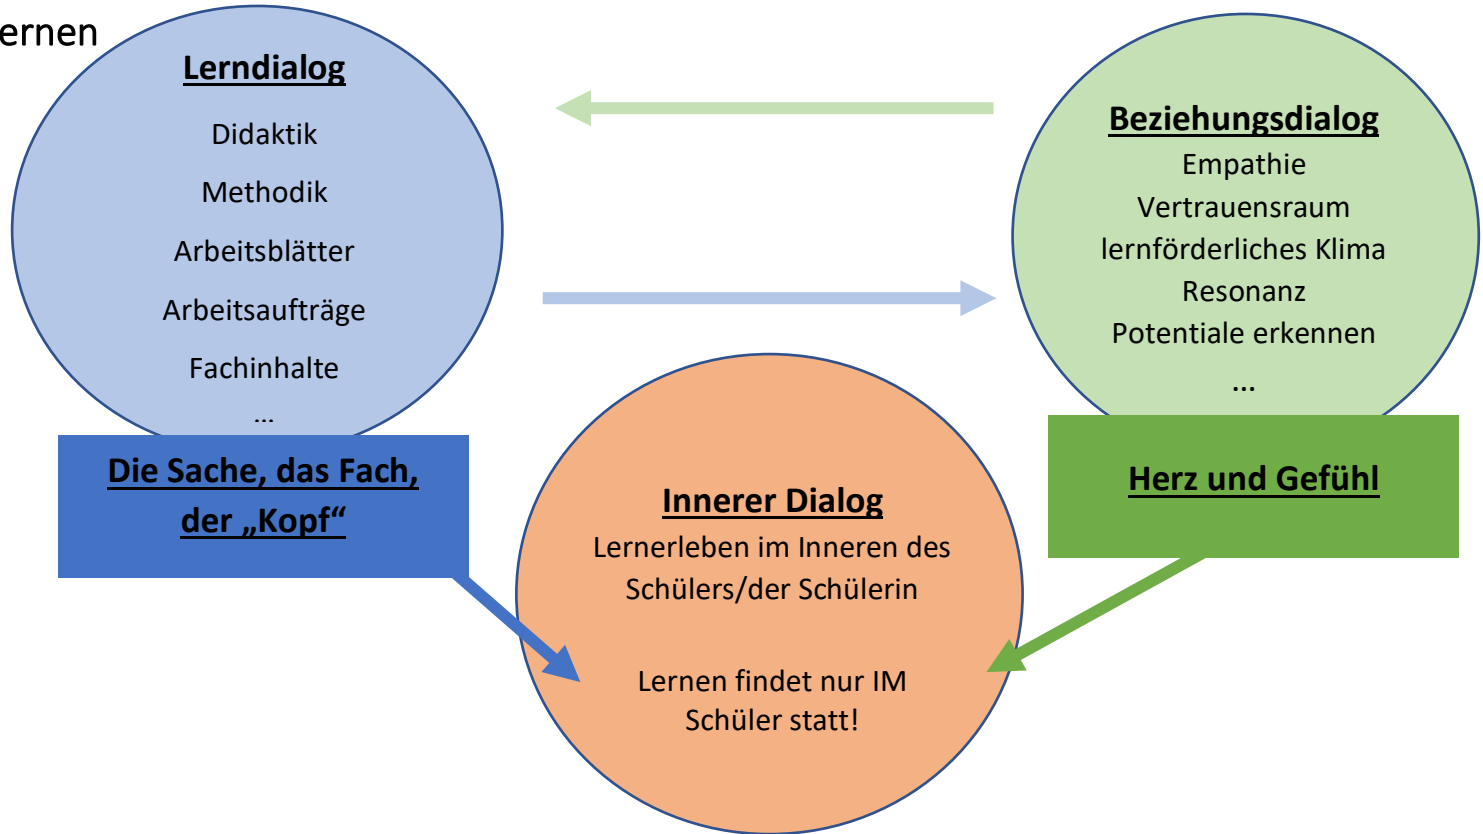 ernen
Lerndialog
Didaktik
Methodik
Arbeitsblätter
Arbeitsaufträge
Fachinhalte
...
Die Sache, das Fach,
der „Kopf“
Beziehungsdialog
Empathie
Vertrauensraum
lernförderliches Klima
Resonanz
Potentiale erkennen
...
Herz und Gefühl
Innerer Dialog
Lernerleben im Inneren des
Schülers/der Schülerin
Lernen findet nur IM
Schüler statt!